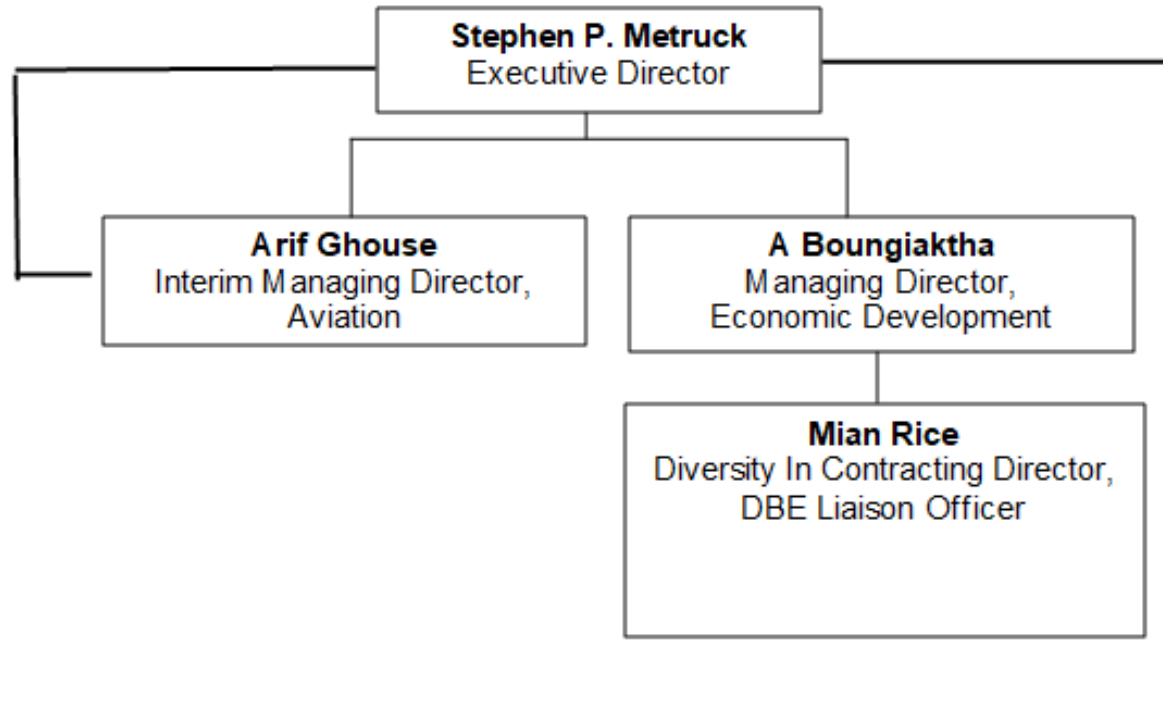 Stephen P. Metruck
Executive Director
Arif Ghouse
Interim Managing Director,
Aviation
A Boungiaktha
Managing Director,
Economic Development
Mian Rice
Diversity In Contracting Director,
DBE Liaison Officer